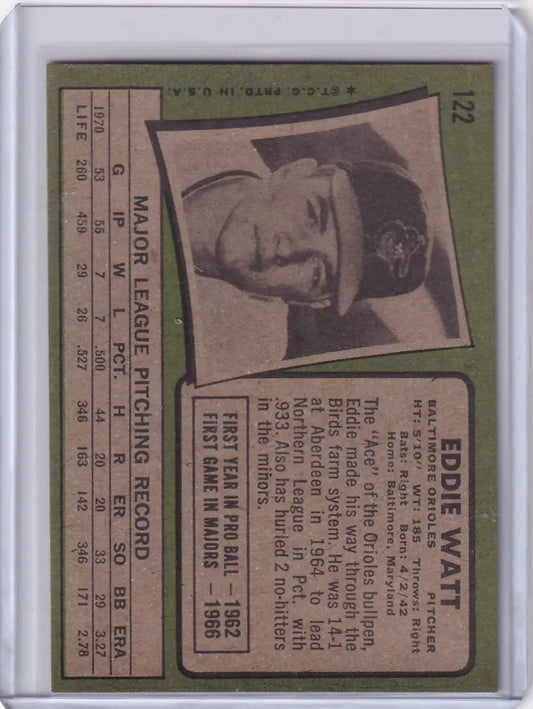 122
*©T.C.G. PRTD. IN U.S.A.
EDDIE WATT
BALTIMORE ORIOLES PITCHER
HT: 5/10" WT: 185 Throws: Right
Bats: Right Born: 4/2/42
Home: Baltimore, Maryland
The "Ace" of the Orioles bullpen,
Eddie made his way through the
Birds farm system. He was 14-1
at Aberdeen in 1964 to lead
Northern League in Pct. with
.933. Also has hurled 2 no-hitters
in the minors.
FIRST YEAR IN PRO BALL — 1962
FIRST GAME IN MAJORS — 1966
MAJOR LEAGUE PITCHING RECORD
G IP W L PCT. H R ER SO BB ERA
1970 53 55 7 7 .500 44 20 20 33 29 3.27
LIFE 260 459 29 26 .527 346 163 142 346 171 2.78